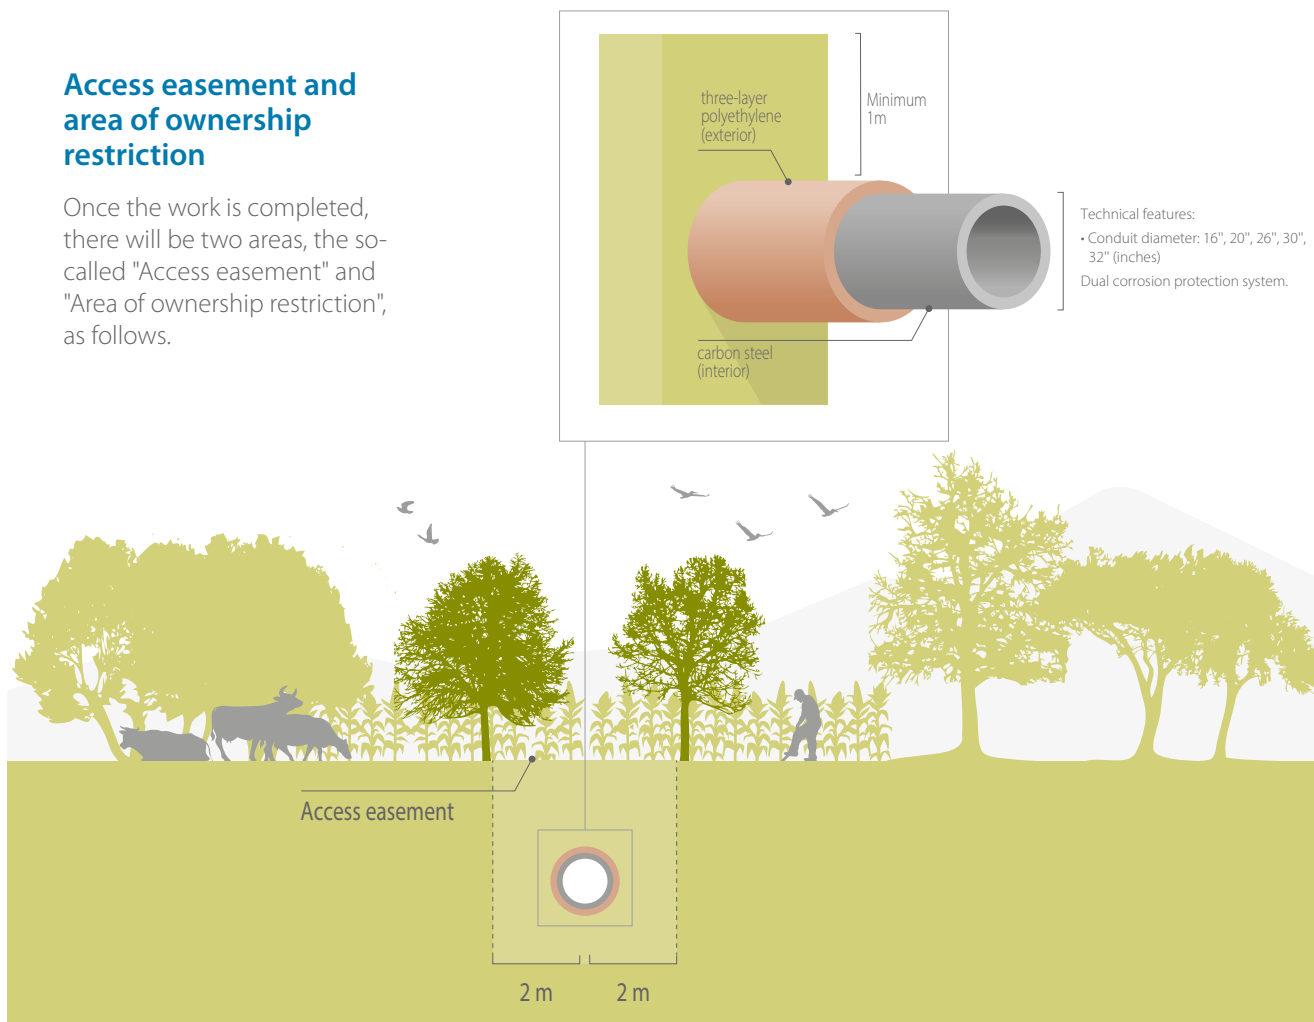 Access easement and
area of ownership
restriction
Once the work is completed,
there will be two areas, the so-
called "Access easement" and
"Area of ownership restriction",
as follows.
three-layer
polyethylene
(exterior)
Minimum
1m
Technical features:
• Conduit diameter: 16", 20", 26", 30",
32" (inches)
Dual corrosion protection system.
carbon steel
(interior)
Access easement
2 m
2 m